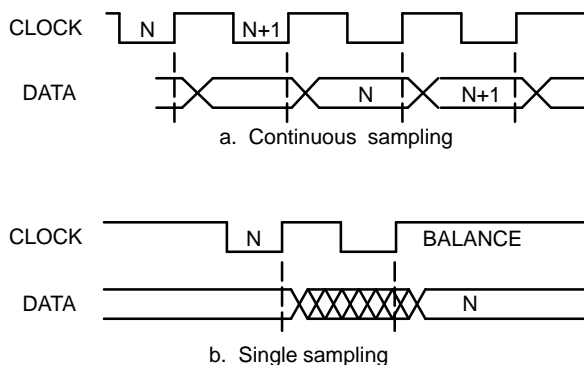 CLOCK N N+1
DATA N N+1
a. Continuous sampling
CLOCK N BALANCE
DATA N
b. Single sampling